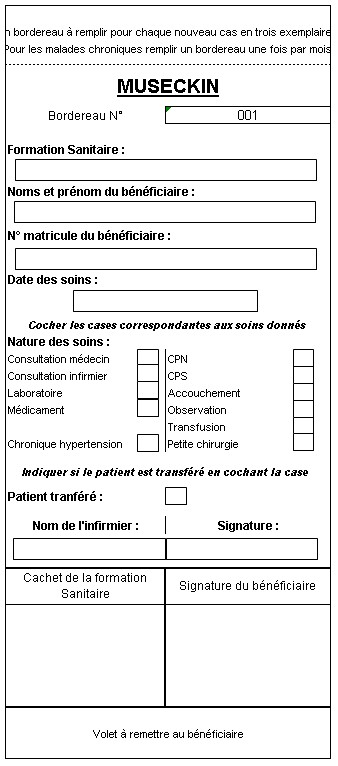 n bordereau à remplir pour chaque nouveau cas en trois exemplaire
Pour les malades chroniques remplir un bordereau une fois par mois
MUSECKIN
Bordereau N° 001
Formation Sanitaire :
Noms et prénom du bénéficiaire :
N° matricule du bénéficiaire :
Date des soins :
Cocher les cases correspondantes aux soins donnés
Nature des soins :
Consultation médecin CPN
Consultation infirmier CPS
Laboratoire Accouchement
Médicament Observation
Transfusion
Chronique hypertension Petite chirurgie
Indiquer si le patient est transféré en cochant la case
Patient tranféré :
Nom de l'infirmier : Signature :
Cachet de la formation
Sanitaire
Signature du bénéficiaire
Volet à remettre au bénéficiaire